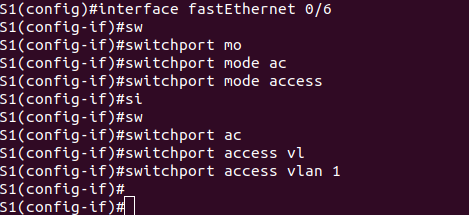 S1(config)#interface fastEthernet 0/6
S1(config-if)#sw
S1(config-if)#switchport mo
S1(config-if)#switchport mode ac
S1(config-if)#switchport mode access
S1(config-if)#si
S1(config-if)#sw
S1(config-if)#switchport ac
S1(config-if)#switchport access vl
S1(config-if)#switchport access vlan 1
S1(config-if)#
S1(config-if)#